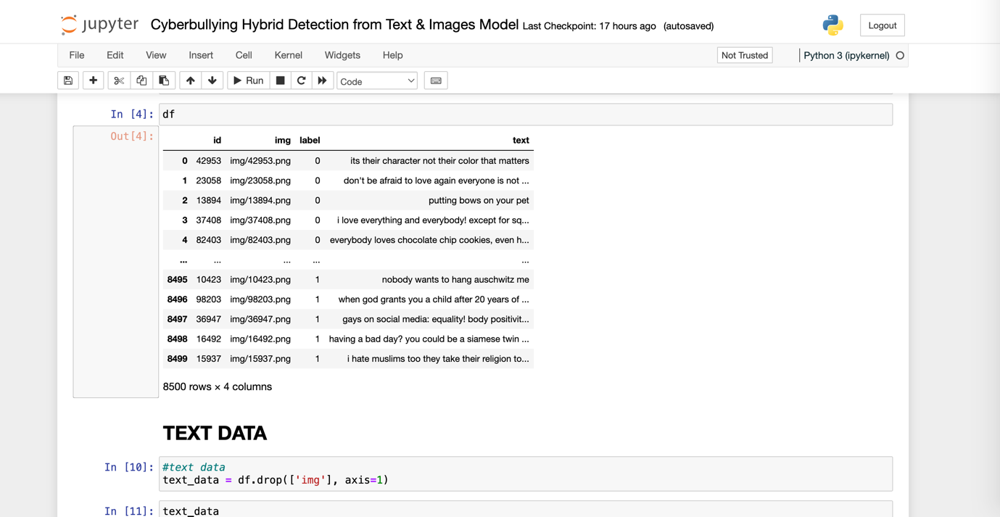 jupyter Cyberbullying Hybrid Detection from Text & Images Model Last Checkpoint: 17 hours ago (autosaved) Logout
File Edit View Insert Cell Kernel Widgets Help Not Trusted Python 3 (ipykernel)
Run Code
In [4]: df
Out[4]:
id img label text
0 42953 img/42953.png 0 its their character not their color that matters
1 23058 img/23058.png 0 don't be afraid to love again everyone is not ...
2 13894 img/13894.png 0 putting bows on your pet
3 37408 img/37408.png 0 i love everything and everybody! except for sq...
4 82403 img/82403.png 0 everybody loves chocolate chip cookies, even h...
... ... ... ... ...
8495 10423 img/10423.png 1 nobody wants to hang auschwitz me
8496 98203 img/98203.png 1 when god grants you a child after 20 years of ...
8497 36947 img/36947.png 1 gays on social media: equality! body positivit...
8498 16492 img/16492.png 1 having a bad day? you could be a siamese twin ...
8499 15937 img/15937.png 1 i hate muslims too they take their religion to...
8500 rows × 4 columns
TEXT DATA
In [10]: #text data
text_data = df.drop(['img'], axis=1)
In [11]: text_data